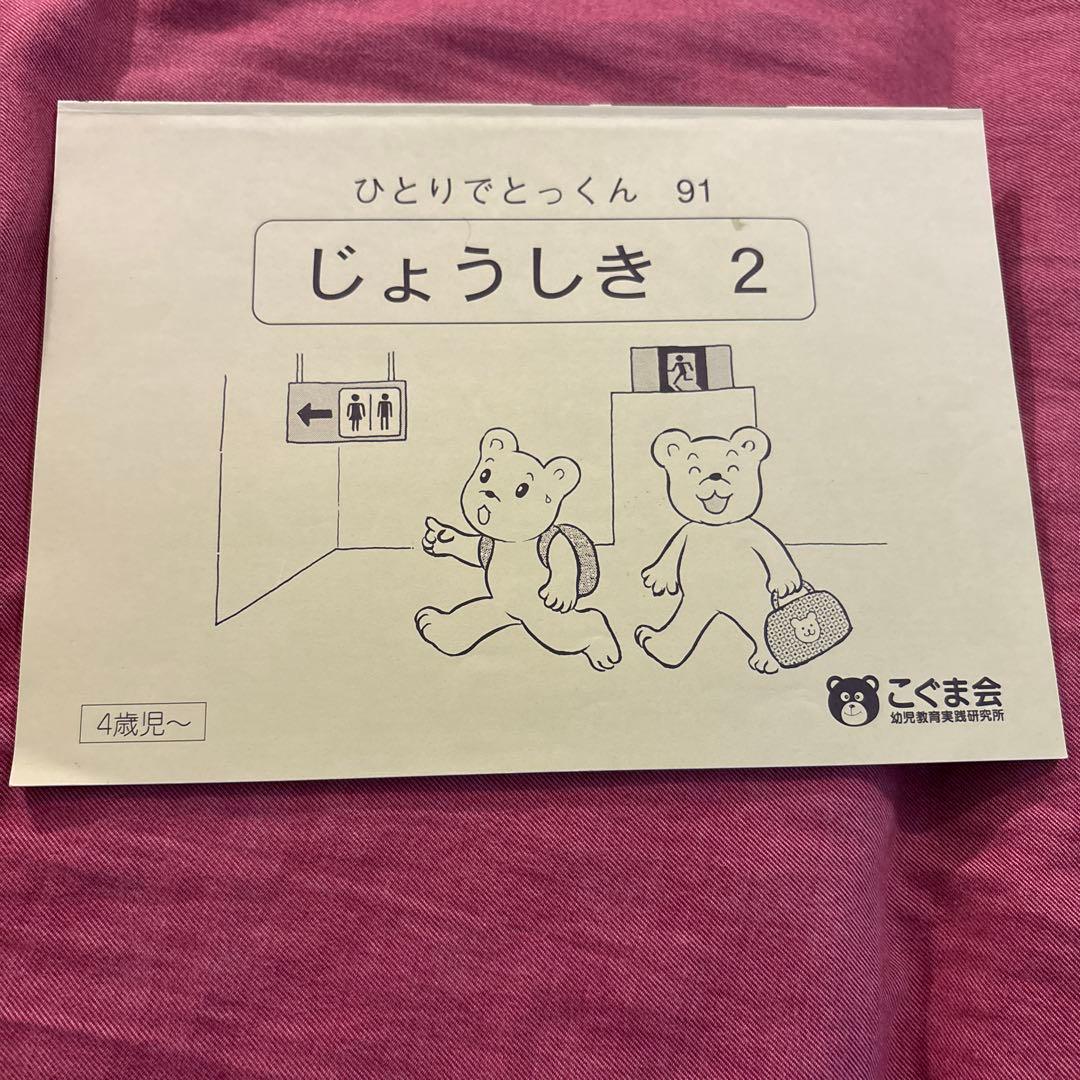 ひとりでとっくん 91
じょうしき 2
4歳児～
こぐま会
幼児教育実践研究所